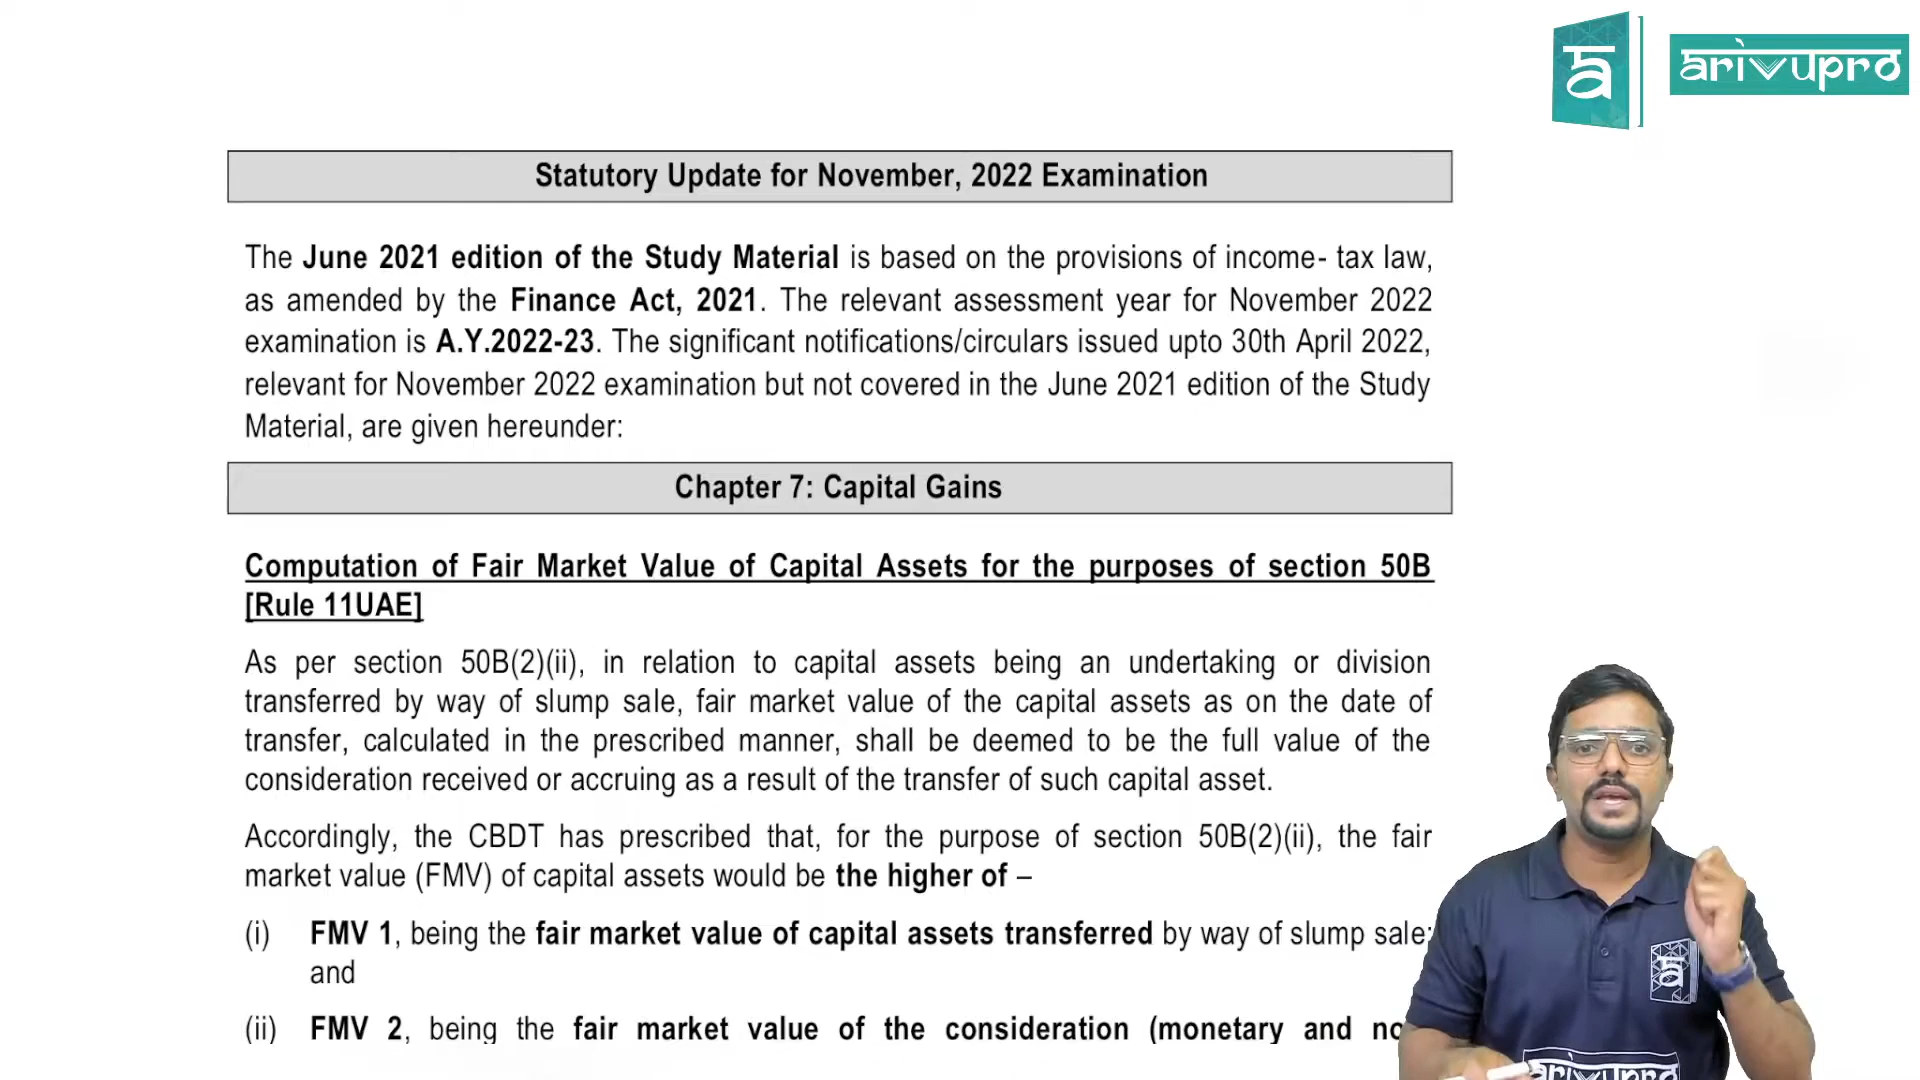 arivupro
Statutory Update for November, 2022 Examination
The June 2021 edition of the Study Material is based on the provisions of income- tax law,
as amended by the Finance Act, 2021. The relevant assessment year for November 2022
examination is A.Y.2022-23. The significant notifications/circulars issued upto 30th April 2022,
relevant for November 2022 examination but not covered in the June 2021 edition of the Study
Material, are given hereunder:
Chapter 7: Capital Gains
Computation of Fair Market Value of Capital Assets for the purposes of section 50B
[Rule 11UAE]
As per section 50B(2)(ii), in relation to capital assets being an undertaking or division
transferred by way of slump sale, fair market value of the capital assets as on the date of
transfer, calculated in the prescribed manner, shall be deemed to be the full value of the
consideration received or accruing as a result of the transfer of such capital asset.
Accordingly, the CBDT has prescribed that, for the purpose of section 50B(2)(ii), the fair
market value (FMV) of capital assets would be the higher of –
(i) FMV 1, being the fair market value of capital assets transferred by way of slump sale;
and
(ii) FMV 2, being the fair market value of the consideration (monetary and
arivupro